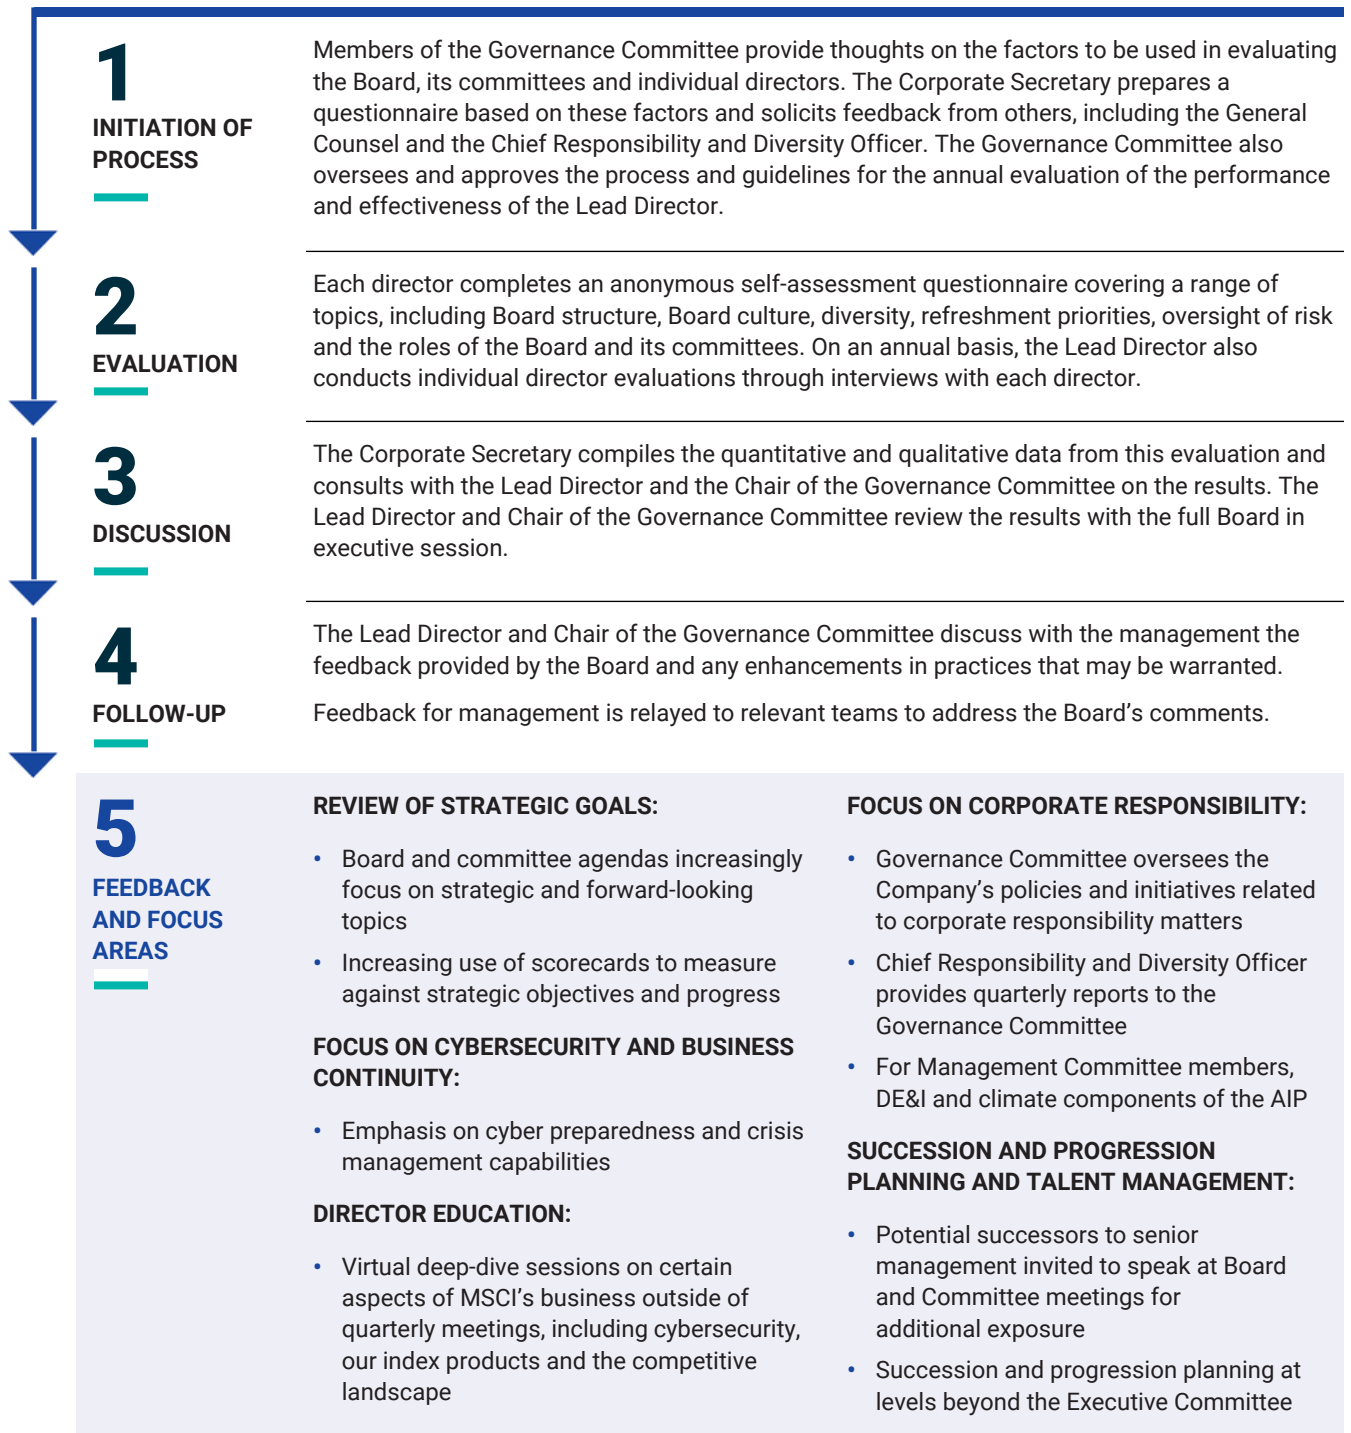 1
INITIATION OF
PROCESS
Members of the Governance Committee provide thoughts on the factors to be used in evaluating
the Board, its committees and individual directors. The Corporate Secretary prepares a
questionnaire based on these factors and solicits feedback from others, including the General
Counsel and the Chief Responsibility and Diversity Officer. The Governance Committee also
oversees and approves the process and guidelines for the annual evaluation of the performance
and effectiveness of the Lead Director.
2
EVALUATION
Each director completes an anonymous self-assessment questionnaire covering a range of
topics, including Board structure, Board culture, diversity, refreshment priorities, oversight of risk
and the roles of the Board and its committees. On an annual basis, the Lead Director also
conducts individual director evaluations through interviews with each director.
3
DISCUSSION
The Corporate Secretary compiles the quantitative and qualitative data from this evaluation and
consults with the Lead Director and the Chair of the Governance Committee on the results. The
Lead Director and Chair of the Governance Committee review the results with the full Board in
executive session.
4
FOLLOW-UP
The Lead Director and Chair of the Governance Committee discuss with the management the
feedback provided by the Board and any enhancements in practices that may be warranted.
Feedback for management is relayed to relevant teams to address the Board's comments.
5
FEEDBACK
AND FOCUS
AREAS
REVIEW OF STRATEGIC GOALS:
• Board and committee agendas increasingly
focus on strategic and forward-looking
topics
• Increasing use of scorecards to measure
against strategic objectives and progress
FOCUS ON CYBERSECURITY AND BUSINESS
CONTINUITY:
• Emphasis on cyber preparedness and crisis
management capabilities
DIRECTOR EDUCATION:
• Virtual deep-dive sessions on certain
aspects of MSCI's business outside of
quarterly meetings, including cybersecurity,
our index products and the competitive
landscape
FOCUS ON CORPORATE RESPONSIBILITY:
• Governance Committee oversees the
Company's policies and initiatives related
to corporate responsibility matters
• Chief Responsibility and Diversity Officer
provides quarterly reports to the
Governance Committee
• For Management Committee members,
DE&I and climate components of the AIP
SUCCESSION AND PROGRESSION
PLANNING AND TALENT MANAGEMENT:
• Potential successors to senior
management invited to speak at Board
and Committee meetings for
additional exposure
• Succession and progression planning at
levels beyond the Executive Committee